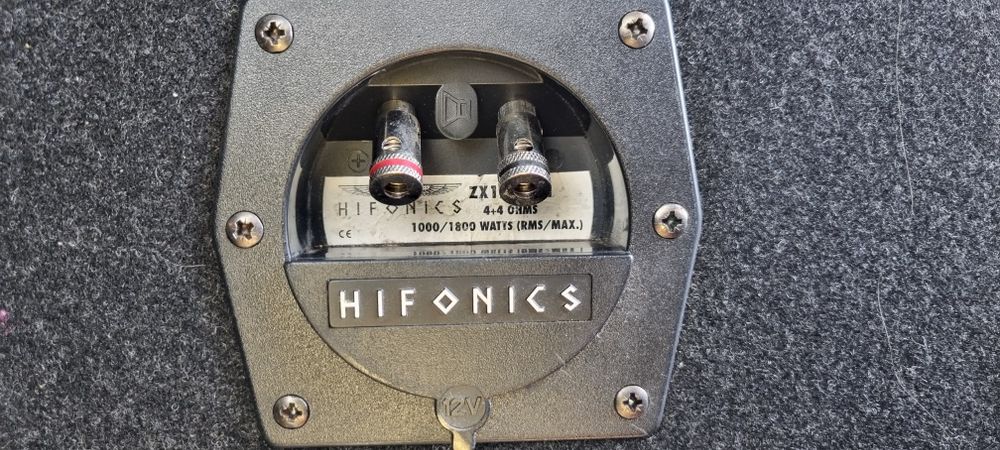 HIFONICS
4+4 OHMS
CE 1000/1800 WATTS (RMS/MAX.)
HIFONICS
12V